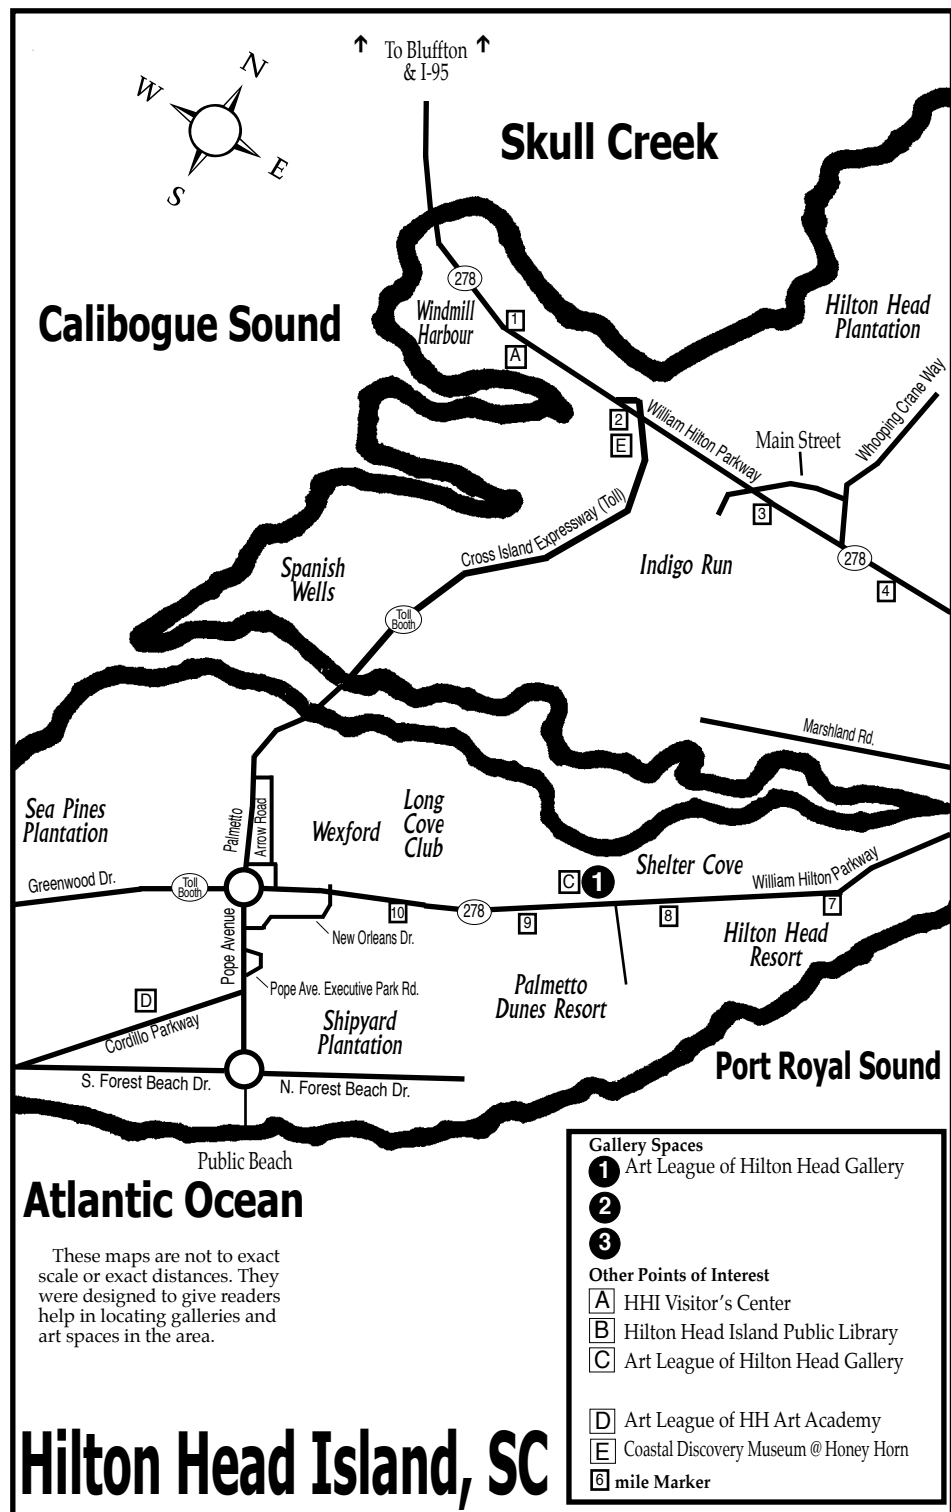 To Bluffton
& I-95
N
W
E
S
Skull Creek
278
Calibogue Sound
Windmill
Harbour
1
A
Hilton Head
Plantation
2
E
William Hilton Parkway
Main Street
Whooping Crane Way
3
Cross Island Expressway (Toll)
Spanish
Wells
Indigo Run
278
4
Toll
Booth
Marshland Rd.
Sea Pines
Plantation
Palmetto
Arrow Road
Wexford
Long
Cove
Club
Shelter Cove
C
1
William Hilton Parkway
Greenwood Dr.
Toll
Booth
10
278
9
8
7
Pope Avenue
New Orleans Dr.
Hilton Head
Resort
Pope Ave. Executive Park Rd.
Palmetto
Dunes Resort
D
Cordillo Parkway
Shipyard
Plantation
Port Royal Sound
S. Forest Beach Dr.
N. Forest Beach Dr.
Public Beach
Atlantic Ocean
These maps are not to exact
scale or exact distances. They
were designed to give readers
help in locating galleries and
art spaces in the area.
Gallery Spaces
1 Art League of Hilton Head Gallery
2
3
Other Points of Interest
A HHI Visitor's Center
B Hilton Head Island Public Library
C Art League of Hilton Head Gallery
D Art League of HH Art Academy
E Coastal Discovery Museum @ Honey Horn
6 mile Marker
Hilton Head Island, SC